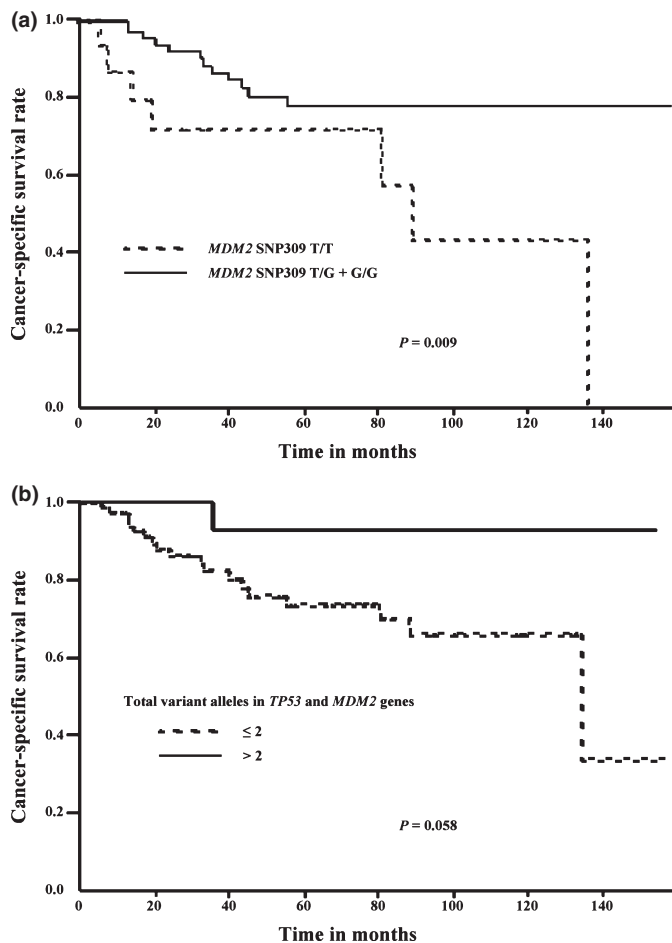 (a)
1.0
0.8
0.6
0.4
0.2
0.0
Cancer-specific survival rate
MDM2 SNP309 T/T
MDM2 SNP309 T/G + G/G
P = 0.009
0 20 40 60 80 100 120 140
Time in months
(b)
1.0
0.8
0.6
0.4
0.2
0.0
Cancer-specific survival rate
Total variant alleles in TP53 and MDM2 genes
≤ 2
> 2
P = 0.058
0 20 40 60 80 100 120 140
Time in months